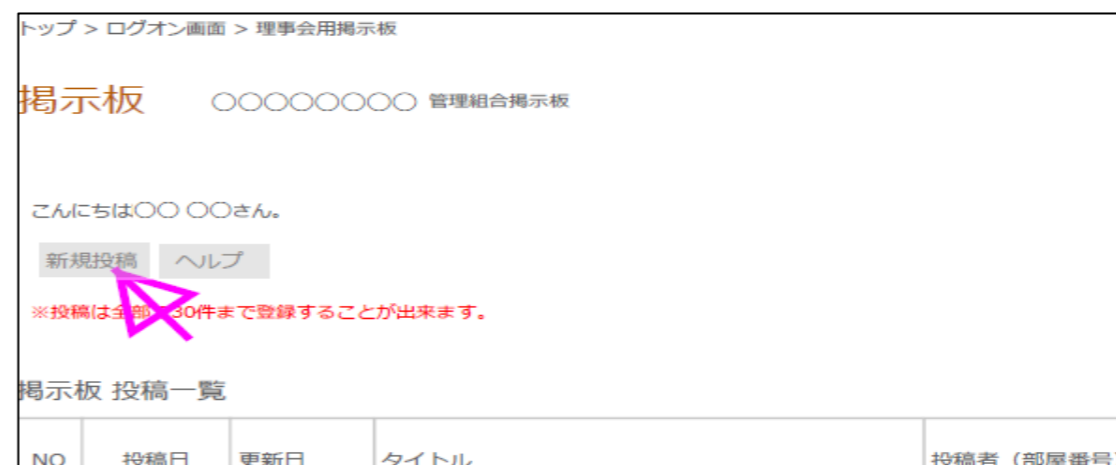 トップ > ログオン画面 > 理事会用掲示板
掲示板 ○○○○○○○○ 管理組合掲示板
こんにちは○○ ○○さん。
新規投稿 ヘルプ
※投稿は全部 30件まで登録することが出来ます。
掲示板 投稿一覧
NO 投稿日 更新日 タイトル 投稿者（部屋番号